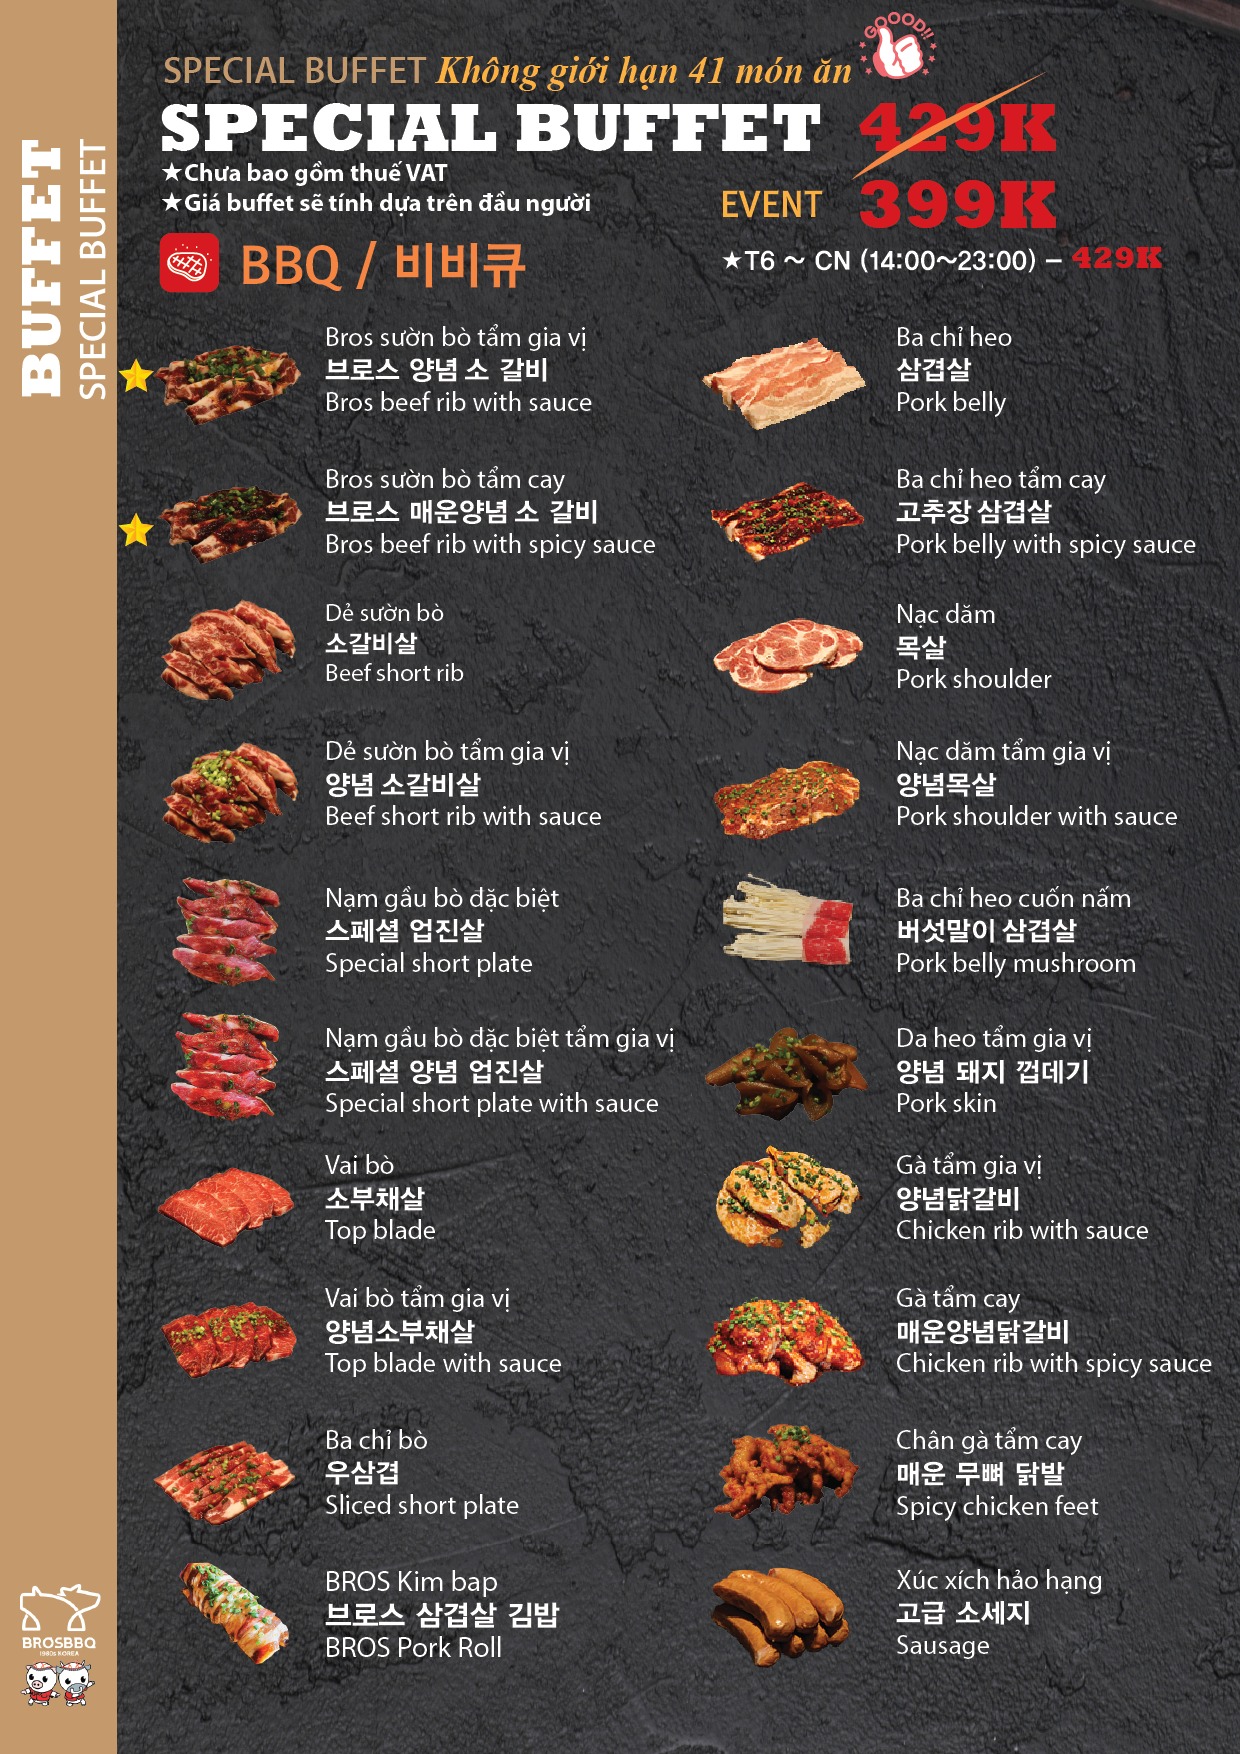 BUFFET
SPECIAL BUFFET
GOOOD!!
SPECIAL BUFFET Không giới hạn 41 món ăn
SPECIAL BUFFET 429K
★Chưa bao gồm thuế VAT
★Giá buffet sẽ tính dựa trên đầu người
EVENT 399K
★T6 ~ CN (14:00~23:00) – 429K
BBQ / 비비큐
Bros sườn bò tẩm gia vị
브로스 양념 소 갈비
Bros beef rib with sauce
Bros sườn bò tẩm cay
브로스 매운양념 소 갈비
Bros beef rib with spicy sauce
Dẻ sườn bò
소갈비살
Beef short rib
Dẻ sườn bò tẩm gia vị
양념 소갈비살
Beef short rib with sauce
Nạm gầu bò đặc biệt
스페셜 업진살
Special short plate
Nạm gầu bò đặc biệt tẩm gia vị
스페셜 양념 업진살
Special short plate with sauce
Vai bò
소부채살
Top blade
Vai bò tẩm gia vị
양념소부채살
Top blade with sauce
Ba chỉ bò
우삼겹
Sliced short plate
BROS Kim bap
브로스 삼겹살 김밥
BROS Pork Roll
Ba chỉ heo
삼겹살
Pork belly
Ba chỉ heo tẩm cay
고추장 삼겹살
Pork belly with spicy sauce
Nạc dăm
목살
Pork shoulder
Nạc dăm tẩm gia vị
양념목살
Pork shoulder with sauce
Ba chỉ heo cuốn nấm
버섯말이 삼겹살
Pork belly mushroom
Da heo tẩm gia vị
양념 돼지 껍데기
Pork skin
Gà tẩm gia vị
양념닭갈비
Chicken rib with sauce
Gà tẩm cay
매운양념닭갈비
Chicken rib with spicy sauce
Chân gà tẩm cay
매운 무뼈 닭발
Spicy chicken feet
Xúc xích hảo hạng
고급 소세지
Sausage
BROSBBQ
1980s KOREA